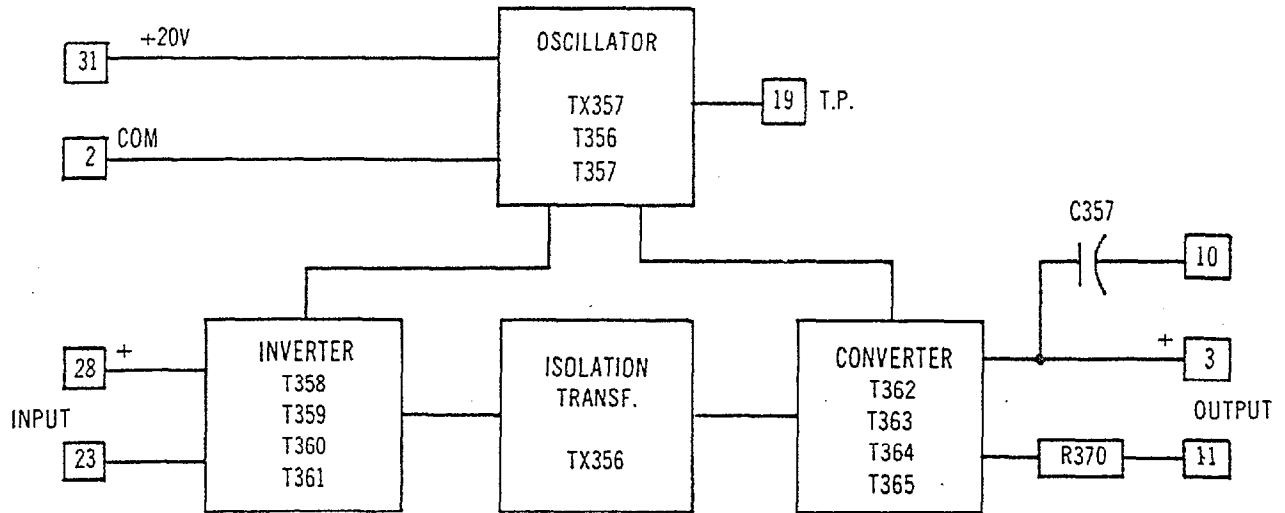 +20V
31
COM
2
OSCILLATOR
TX357
T356
T357
19 T.P.
C357
10
INPUT
28
+
23
INVERTER
T358
T359
T360
T361
ISOLATION
TRANSF.
TX356
CONVERTER
T362
T363
T364
T365
+
3
OUTPUT
R370
11